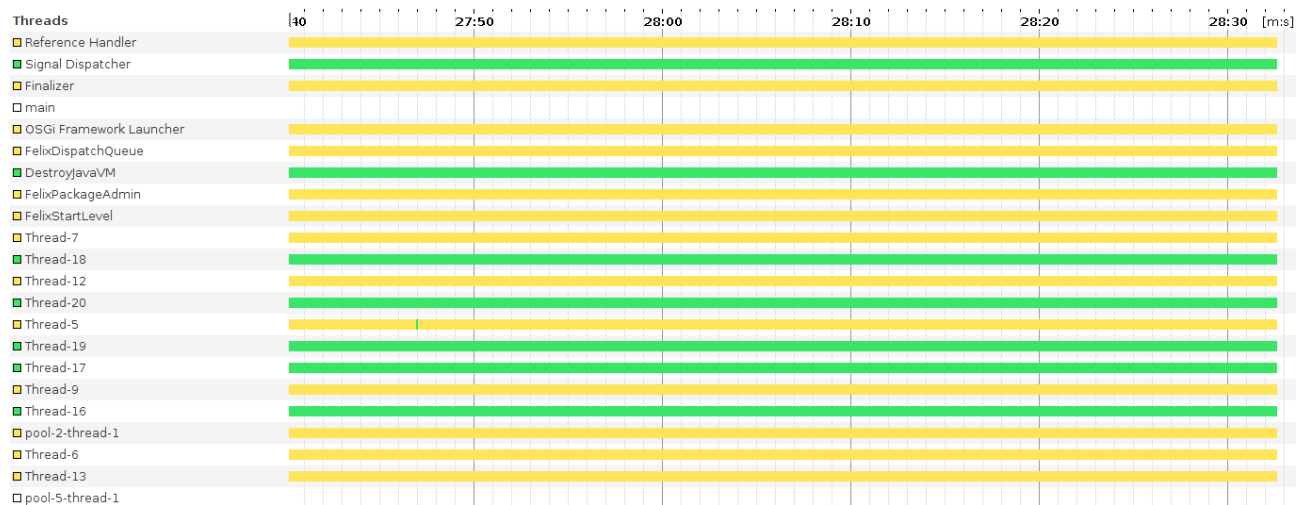 Threads 40 27:50 28:00 28:10 28:20 28:30 [m:s]
Reference Handler
Signal Dispatcher
Finalizer
main
OSGi Framework Launcher
FelixDispatchQueue
DestroyJavaVM
FelixPackageAdmin
FelixStartLevel
Thread-7
Thread-18
Thread-12
Thread-20
Thread-5
Thread-19
Thread-17
Thread-9
Thread-16
pool-2-thread-1
Thread-6
Thread-13
pool-5-thread-1